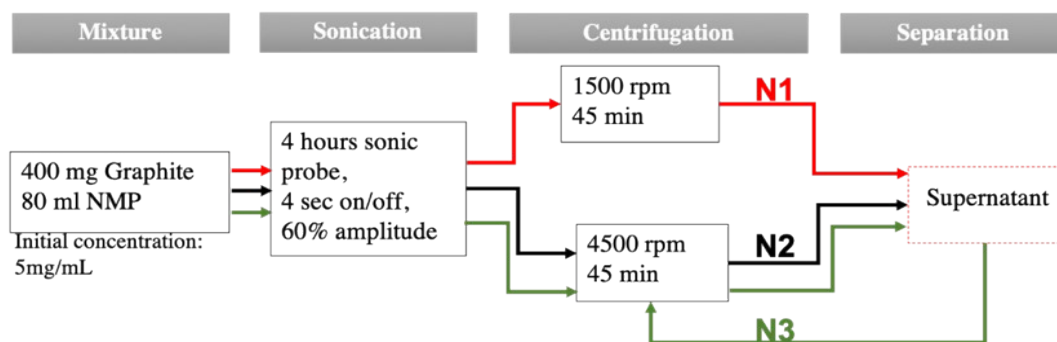 Mixture
Sonication
Centrifugation
Separation
400 mg Graphite
80 ml NMP
Initial concentration:
5mg/mL
4 hours sonic
probe,
4 sec on/off,
60% amplitude
1500 rpm
45 min
4500 rpm
45 min
N1
N2
N3
Supernatant